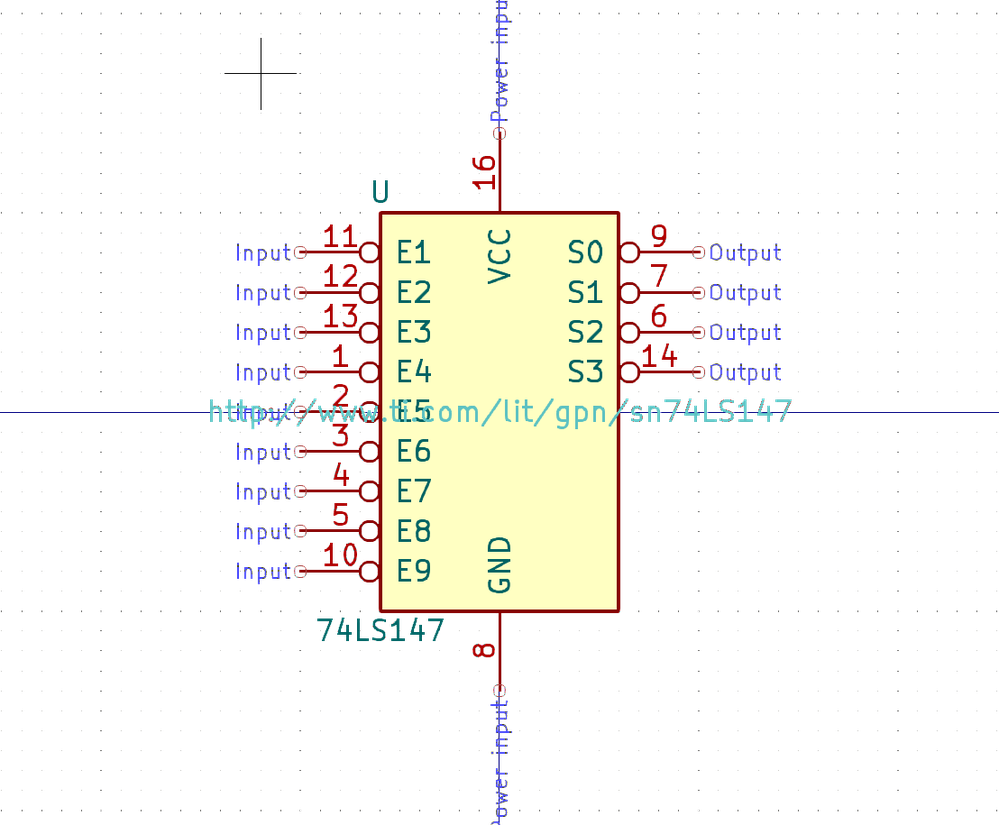 Power inpu
16
U
VCC
Input 11 E1 S0 9 Output
Input 12 E2 S1 7 Output
Input 13 E3 S2 6 Output
Input 1 E4 S3 14 Output
Input 2 E5
http://www.ti.com/lit/gpn/sn74LS147
Input 3 E6
Input 4 E7
Input 5 E8
Input 10 E9
GND
74LS147
8
Power input